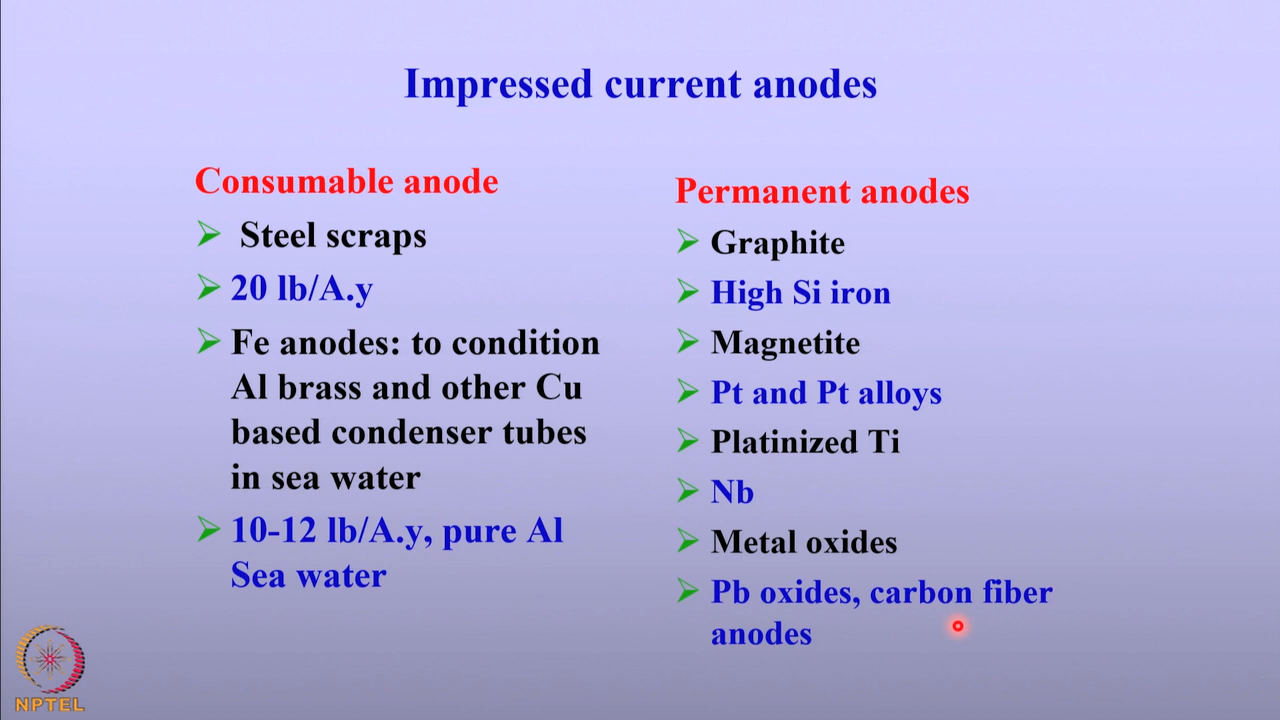 Impressed current anodes
Consumable anode
Steel scraps
20 lb/A.y
Fe anodes: to condition
Al brass and other Cu
based condenser tubes
in sea water
10-12 lb/A.y, pure Al
Sea water
Permanent anodes
Graphite
High Si iron
Magnetite
Pt and Pt alloys
Platinized Ti
Nb
Metal oxides
Pb oxides, carbon fiber
anodes
NPTEL